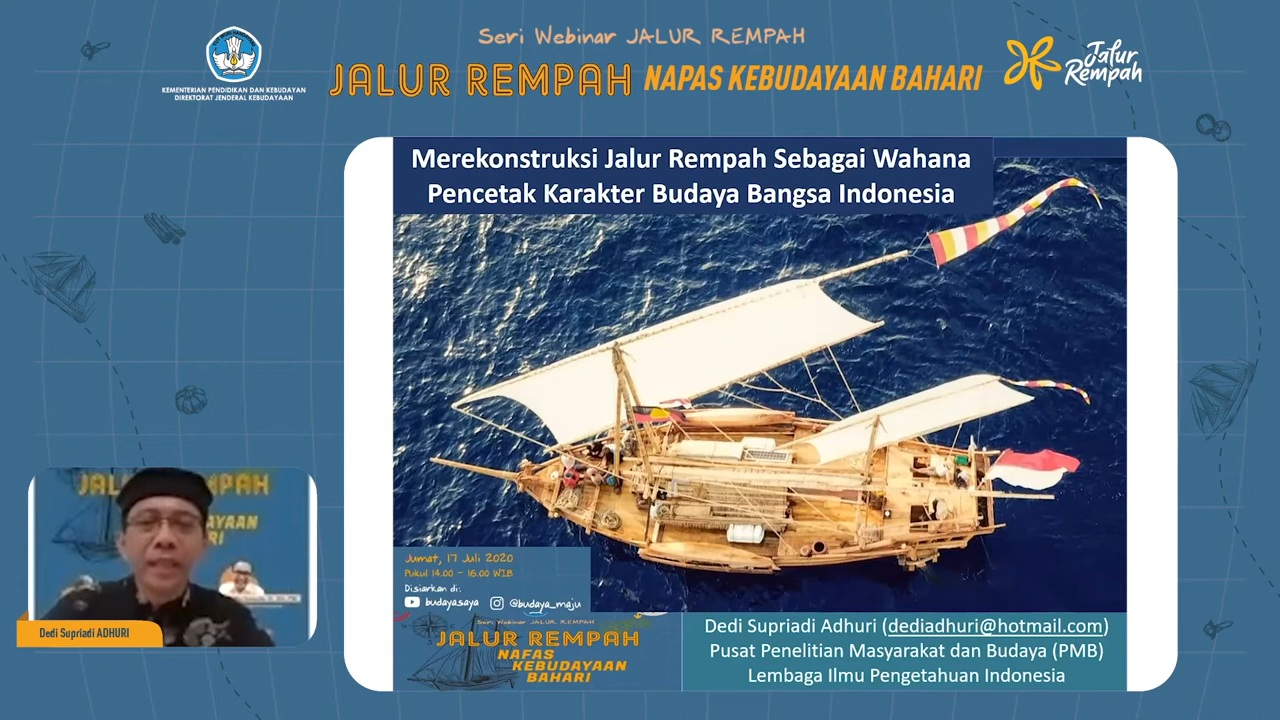 Seri Webinar JALUR REMPAH
JALUR REMPAH NAPAS KEBUDAYAAN BAHARI
TUT WURI HANDAYANI
KEMENTERIAN PENDIDIKAN DAN KEBUDAYAAN
DIREKTORAT JENDERAL KEBUDAYAAN
Jalur
Rempah
Merekonstruksi Jalur Rempah Sebagai Wahana
Pencetak Karakter Budaya Bangsa Indonesia
Jumat, 17 Juli 2020
Pukul 14.00 - 16.00 WIB
Disiarkan di:
budayasaya @budaya_maju
Seri Webinar JALUR REMPAH
JALUR REMPAH
NAFAS
KEBUDAYAAN
BAHARI
Dedi Supriadi Adhuri (dediadhuri@hotmail.com)
Pusat Penelitian Masyarakat dan Budaya (PMB)
Lembaga Ilmu Pengetahuan Indonesia
Dedi Supriadi ADHURI